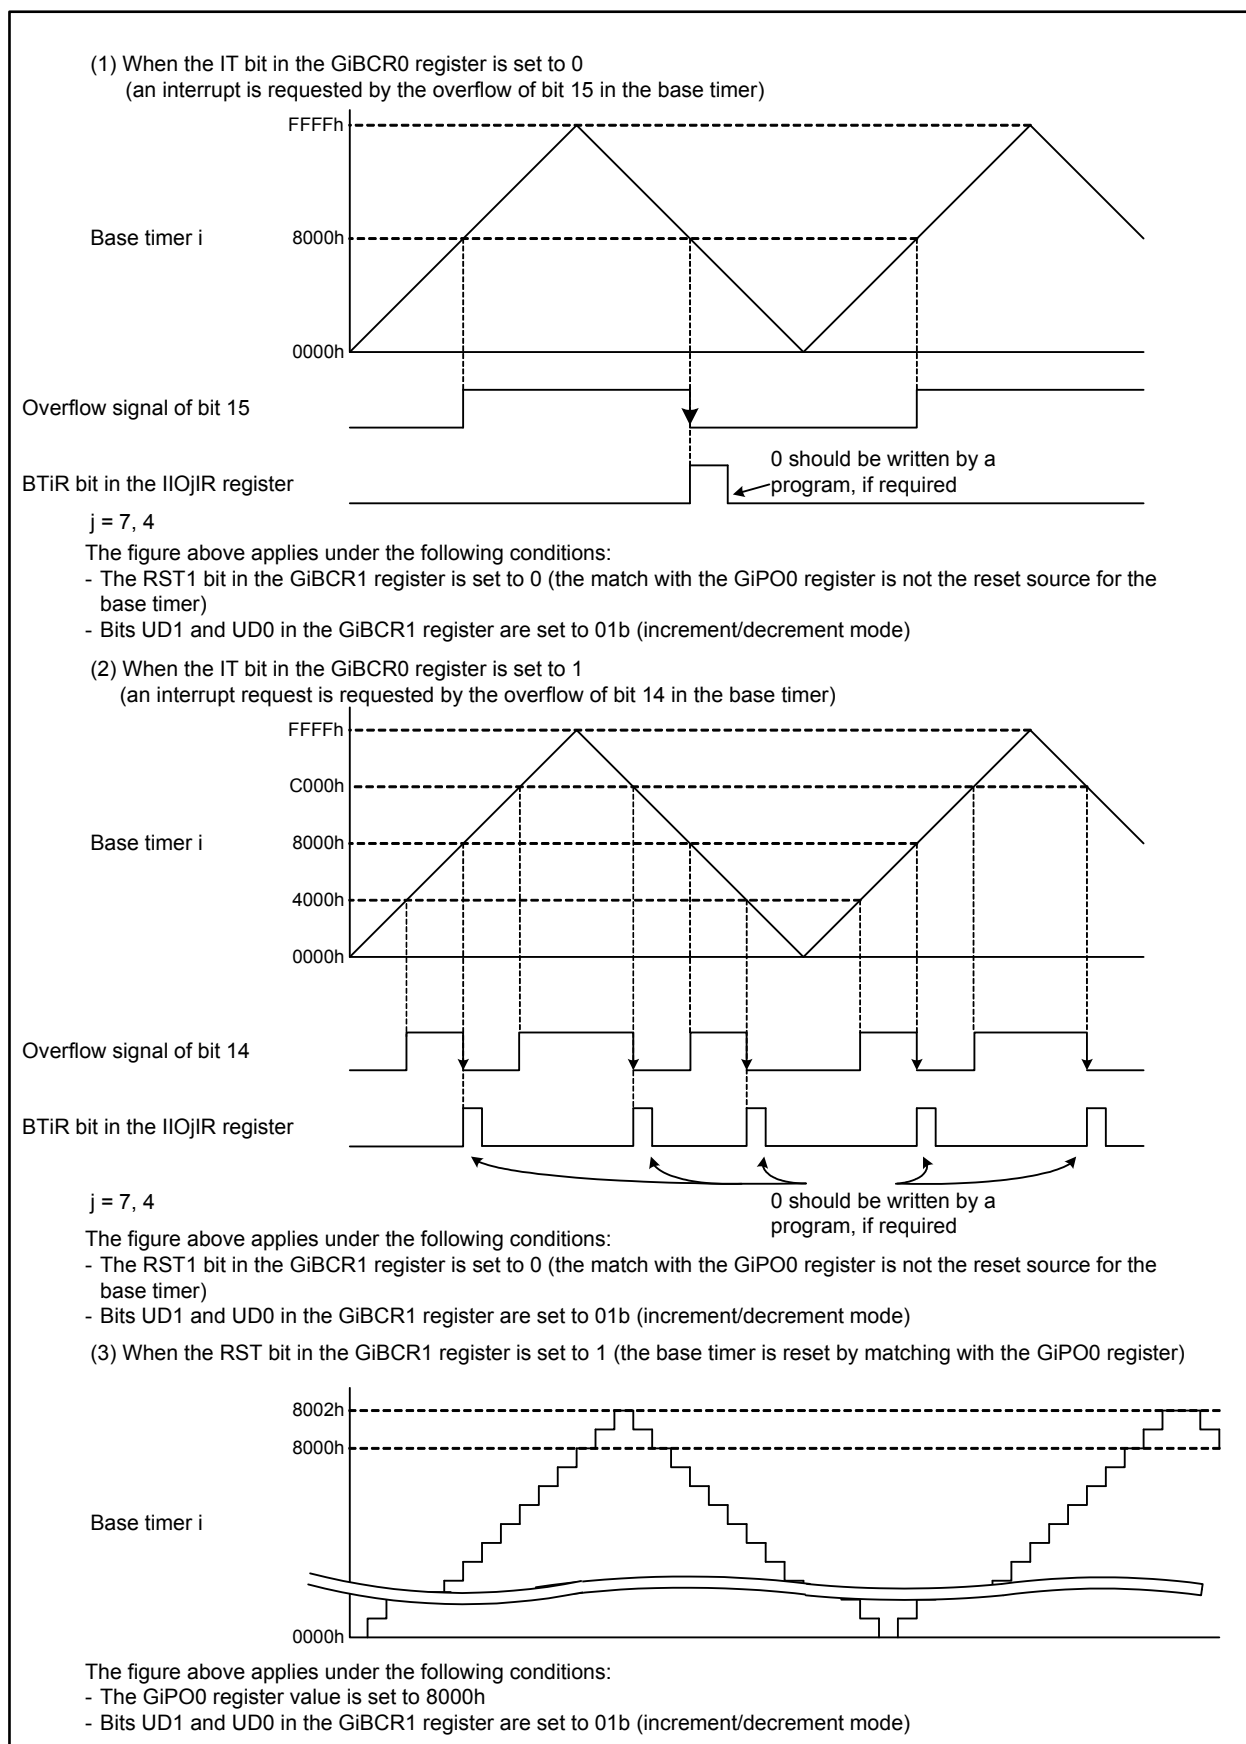 (1) When the IT bit in the GiBCR0 register is set to 0
(an interrupt is requested by the overflow of bit 15 in the base timer)
FFFFh
Base timer i
8000h
0000h
Overflow signal of bit 15
BTiR bit in the IIOjIR register
0 should be written by a
program, if required
j = 7, 4
The figure above applies under the following conditions:
- The RST1 bit in the GiBCR1 register is set to 0 (the match with the GiPO0 register is not the reset source for the
base timer)
- Bits UD1 and UD0 in the GiBCR1 register are set to 01b (increment/decrement mode)
(2) When the IT bit in the GiBCR0 register is set to 1
(an interrupt request is requested by the overflow of bit 14 in the base timer)
FFFFh
C000h
Base timer i
8000h
4000h
0000h
Overflow signal of bit 14
BTiR bit in the IIOjIR register
j = 7, 4
0 should be written by a
program, if required
The figure above applies under the following conditions:
- The RST1 bit in the GiBCR1 register is set to 0 (the match with the GiPO0 register is not the reset source for the
base timer)
- Bits UD1 and UD0 in the GiBCR1 register are set to 01b (increment/decrement mode)
(3) When the RST bit in the GiBCR1 register is set to 1 (the base timer is reset by matching with the GiPO0 register)
8002h
8000h
Base timer i
0000h
The figure above applies under the following conditions:
- The GiPO0 register value is set to 8000h
- Bits UD1 and UD0 in the GiBCR1 register are set to 01b (increment/decrement mode)